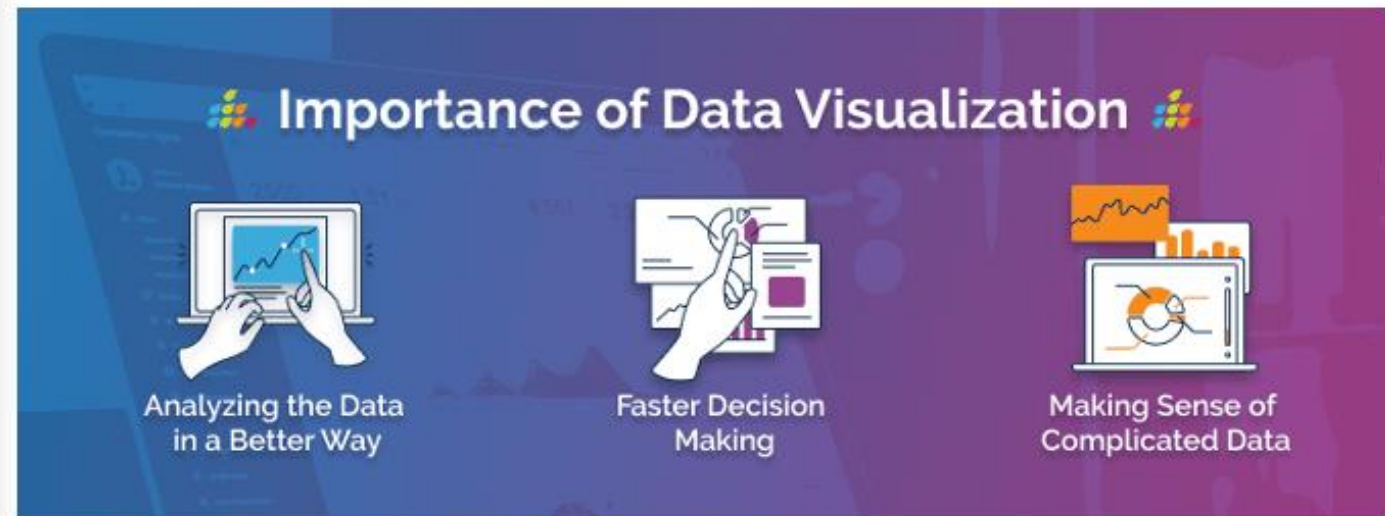 Importance of Data Visualization
Analyzing the Data
in a Better Way
Faster Decision
Making
Making Sense of
Complicated Data